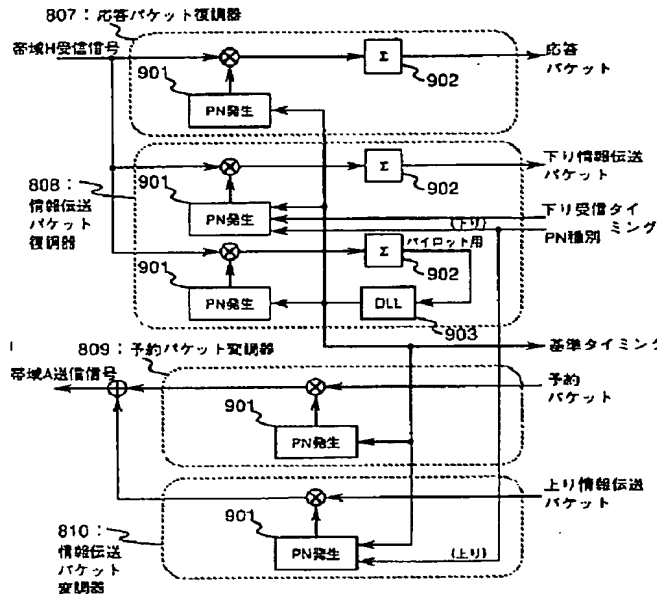 807：応答パケット復調器
帯域H受信信号
応答
パケット
901
PN発生
Σ
902
下り情報伝送
パケット
808：
情報伝送
パケット
復調器
901
PN発生
Σ
902
下り受信タイ
ミング
(下り)
PN種別
パイロット用
901
PN発生
Σ
902
DLL
903
基準タイミング
809：予約パケット変調器
帯域A送信信号
予約
パケット
901
PN発生
上り情報伝送
パケット
810：
情報伝送
パケット
変調器
901
PN発生
(上り)